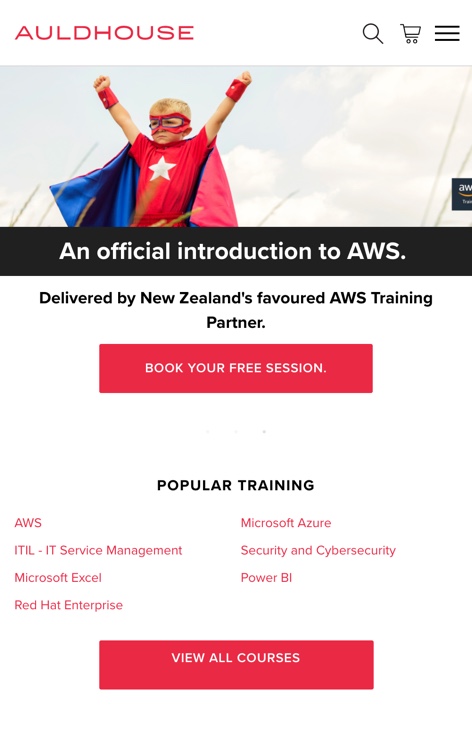 AULDHOUSE
An official introduction to AWS.
Delivered by New Zealand's favoured AWS Training
Partner.
BOOK YOUR FREE SESSION.
POPULAR TRAINING
AWS
Microsoft Azure
ITIL - IT Service Management
Security and Cybersecurity
Microsoft Excel
Power BI
Red Hat Enterprise
VIEW ALL COURSES